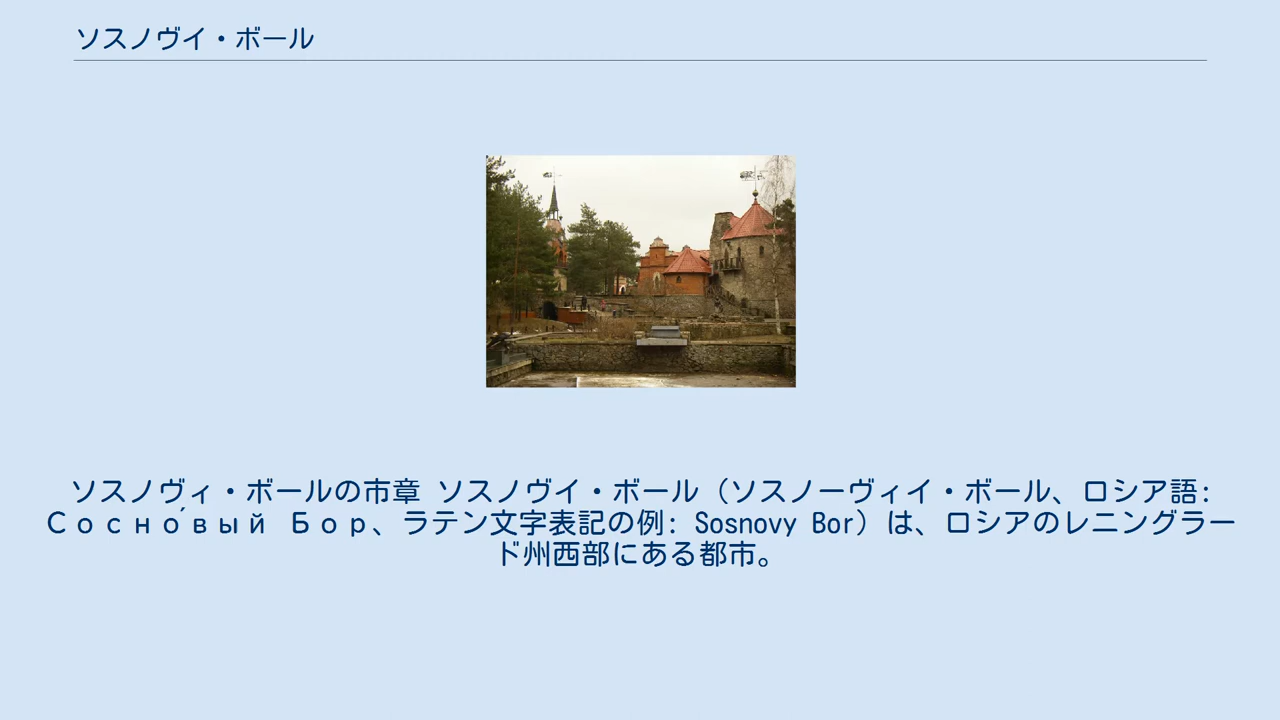 ソスノヴイ・ボール
ソスノヴィ・ボールの市章 ソスノヴイ・ボール（ソスノーヴィイ・ボール、ロシア語:
Сосно́вый Бор、ラテン文字表記の例: Sosnovy Bor）は、ロシアのレニングラー
ド州西部にある都市。